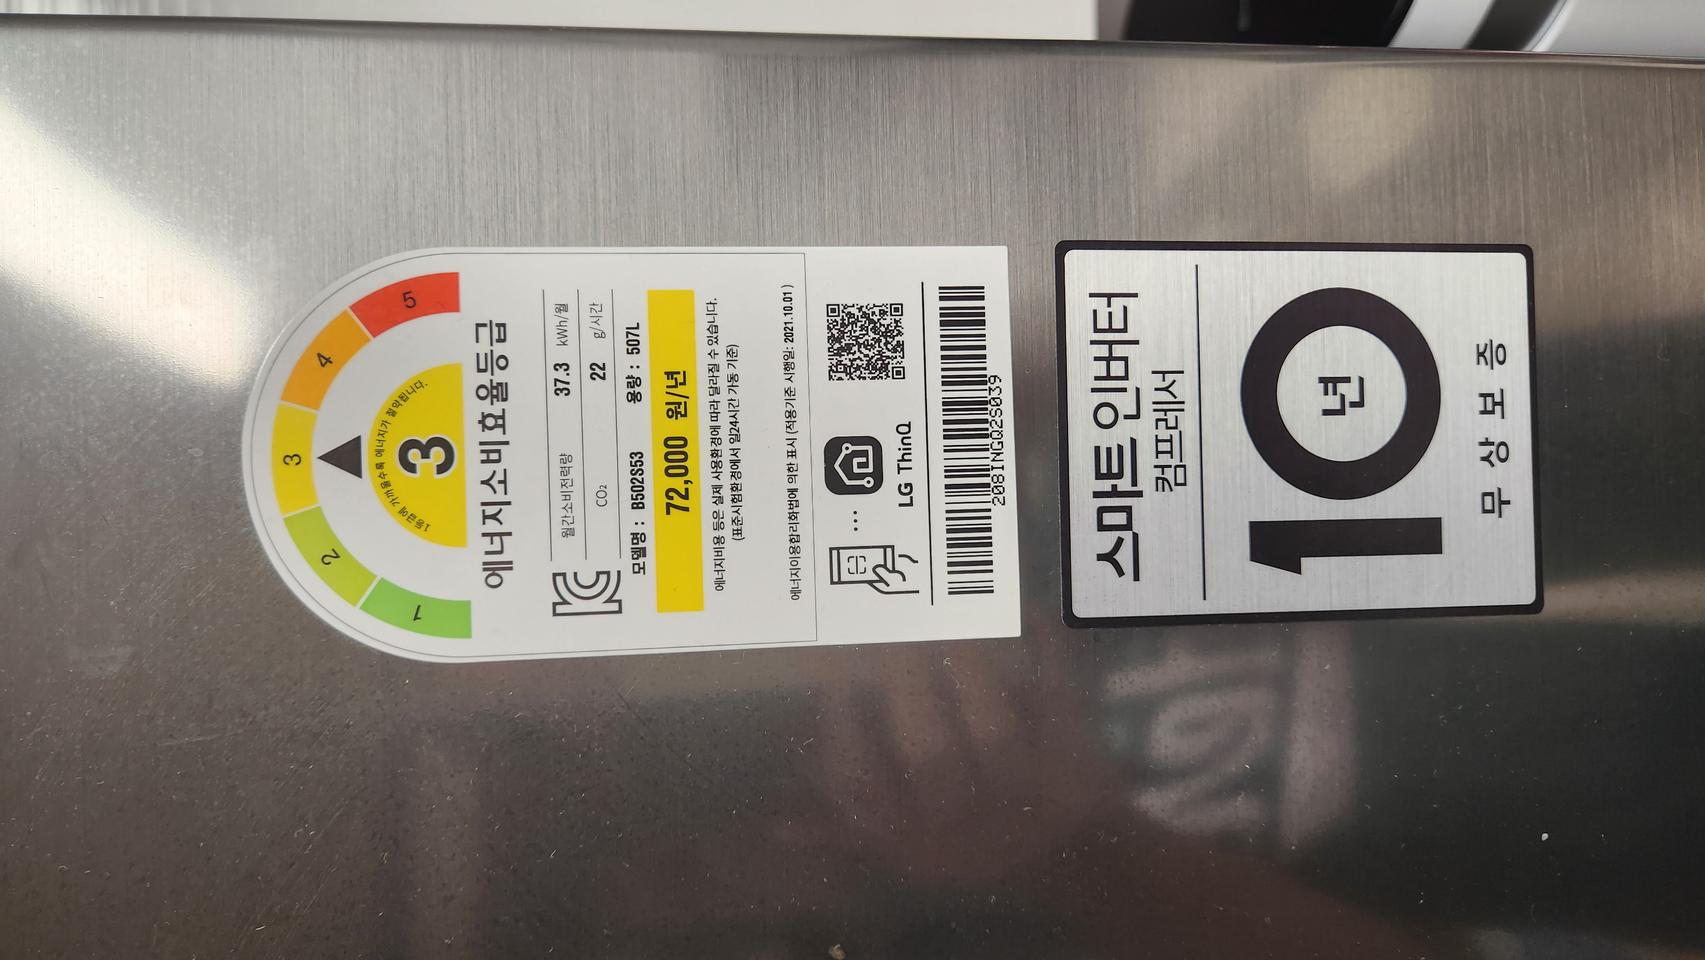 1
2
3
4
5
1등급에 가까울수록 에너지가 절약됩니다.
3
에너지소비효율등급
월간소비전력량 37.3 kWh/월
CO₂ 22 g/시간
모델명 : B502S53 용량 : 507L
72,000 원/년
에너지비용 등은 실제 사용환경에 따라 달라질 수 있습니다.
(표준시험환경에서 일24시간 가동 기준)
에너지이용합리화법에 의한 표시 (적용기준 시행일: 2021.10.01)
LG ThinQ
208INGQ2S039
스마트 인버터
컴프레서
10년
무상보증